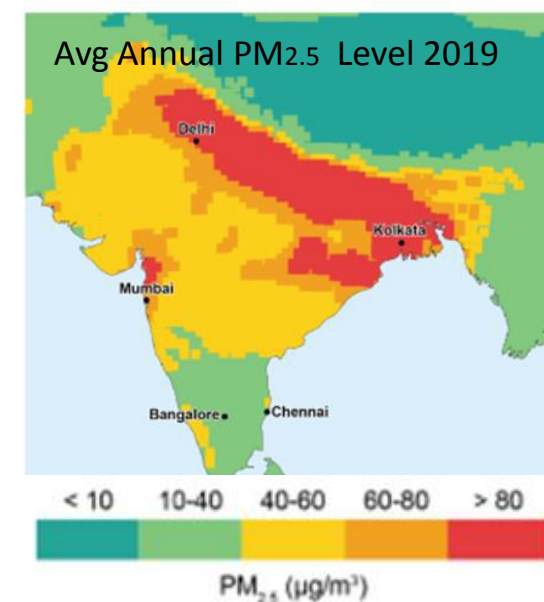 Avg Annual PM2.5 Level 2019
Delhi
Kolkata
Mumbai
Bangalore
Chennai
< 10 10-40 40-60 60-80 > 80
PM2.5 (µg/m³)